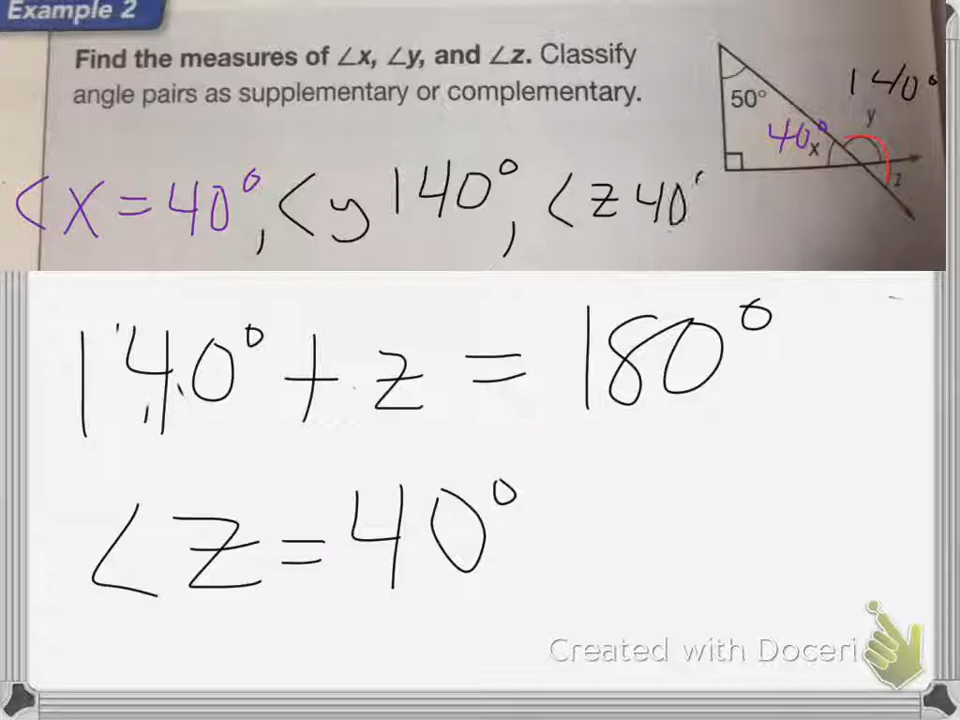 Example 2
Find the measures of ∠x, ∠y, and ∠z. Classify
angle pairs as supplementary or complementary.
50°
140°
y
40°
x
z
<x = 40°, <y 140°, <z 40°
140° + z = 180°
<z = 40°
Created with Doceri